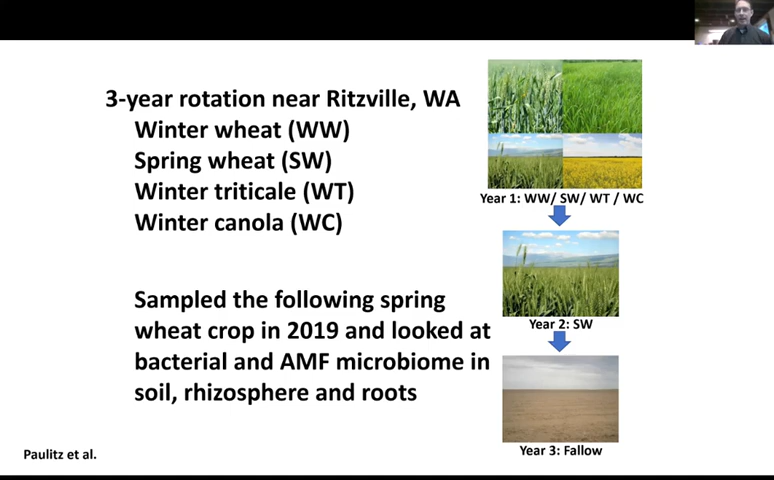 3-year rotation near Ritzville, WA
Winter wheat (WW)
Spring wheat (SW)
Winter triticale (WT)
Winter canola (WC)
Sampled the following spring
wheat crop in 2019 and looked at
bacterial and AMF microbiome in
soil, rhizosphere and roots
Year 1: WW/ SW/ WT / WC
Year 2: SW
Year 3: Fallow
Paulitz et al.